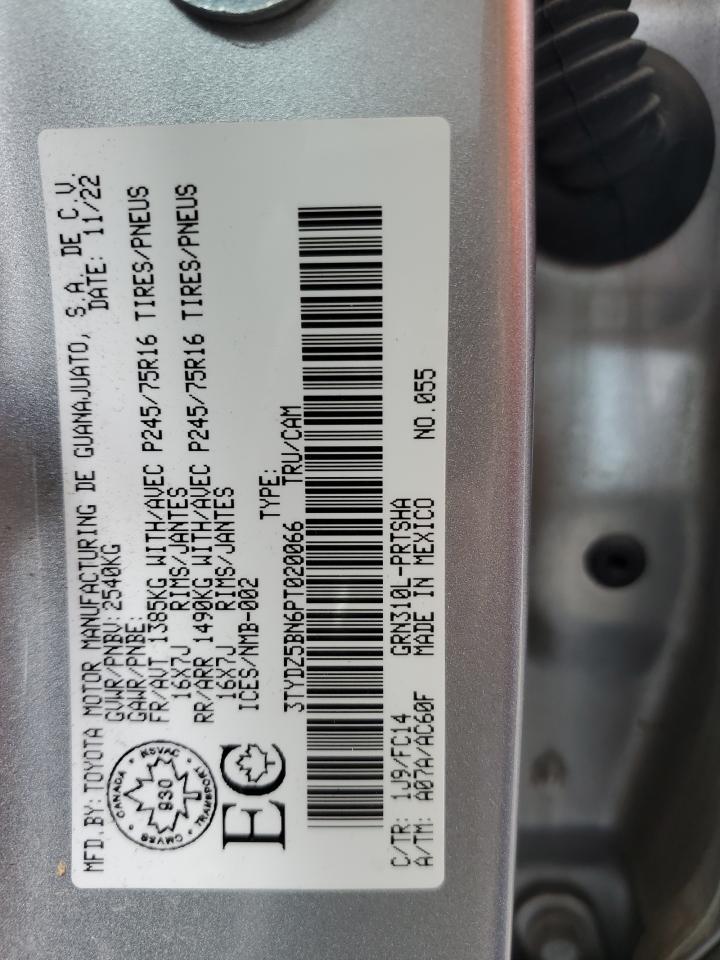 MFD.BY: TOYOTA MOTOR MANUFACTURING DE GUANAJUATO, S.A. DE C.V.
GVWR/PNBV: 2540KG DATE: 11/22
GAWR/PNBE:
FR/AVT 1385KG WITH/AVEC P245/75R16 TIRES/PNEUS
16X7J RIMS/JANTES
RR/ARR 1490KG WITH/AVEC P245/75R16 TIRES/PNEUS
16X7J RIMS/JANTES
ICES/NMB-002
TYPE:
3TYDZ5BN6PT020066 TRU/CAM
CANADA · NSVAC · TRANSPORT · CMVSS
930
T
EC
C/TR: 1J9/FC14 GRN310L-PRTSHA
A/TM: A07A/AC60F MADE IN MEXICO NO.055